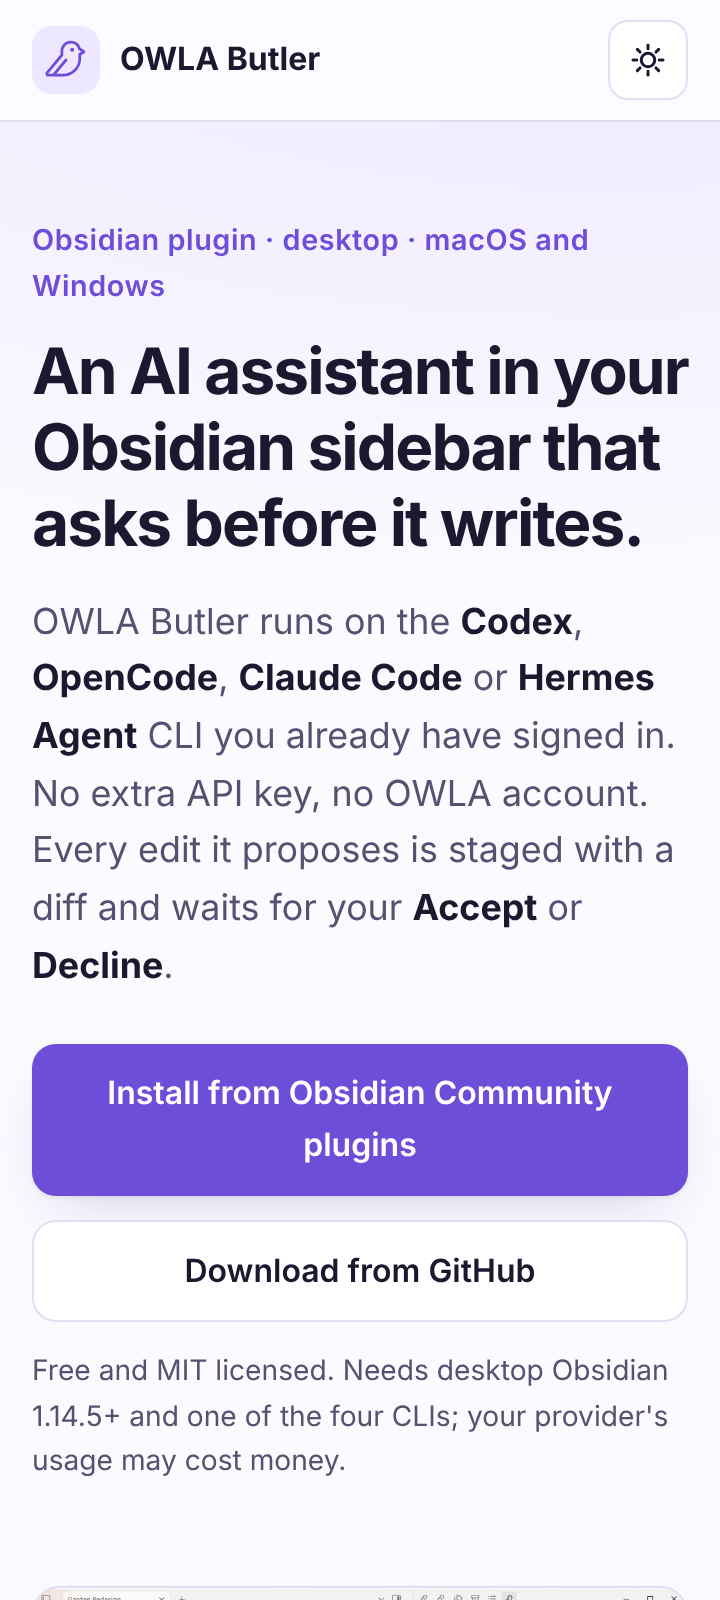 OWLA Butler
Obsidian plugin · desktop · macOS and
Windows
An AI assistant in your
Obsidian sidebar that
asks before it writes.
OWLA Butler runs on the Codex,
OpenCode, Claude Code or Hermes
Agent CLI you already have signed in.
No extra API key, no OWLA account.
Every edit it proposes is staged with a
diff and waits for your Accept or
Decline.
Install from Obsidian Community
plugins
Download from GitHub
Free and MIT licensed. Needs desktop Obsidian
1.14.5+ and one of the four CLIs; your provider's
usage may cost money.
Garden Redesign